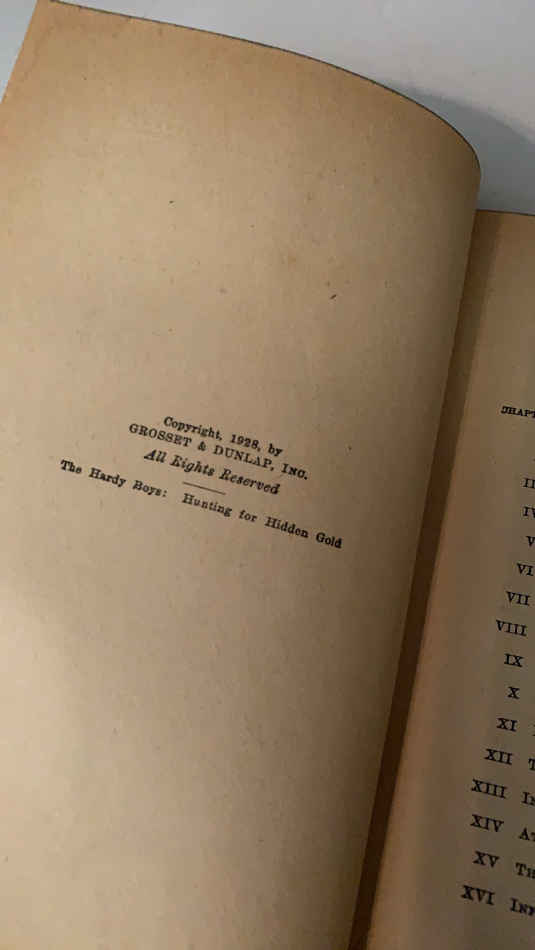 Copyright, 1928, by
GROSSET & DUNLAP, INC.
All Rights Reserved
The Hardy Boys: Hunting for Hidden Gold
IV
V
VI
VII
VIII
IX
X
XI
XII
XIII
XIV
XV
XVI